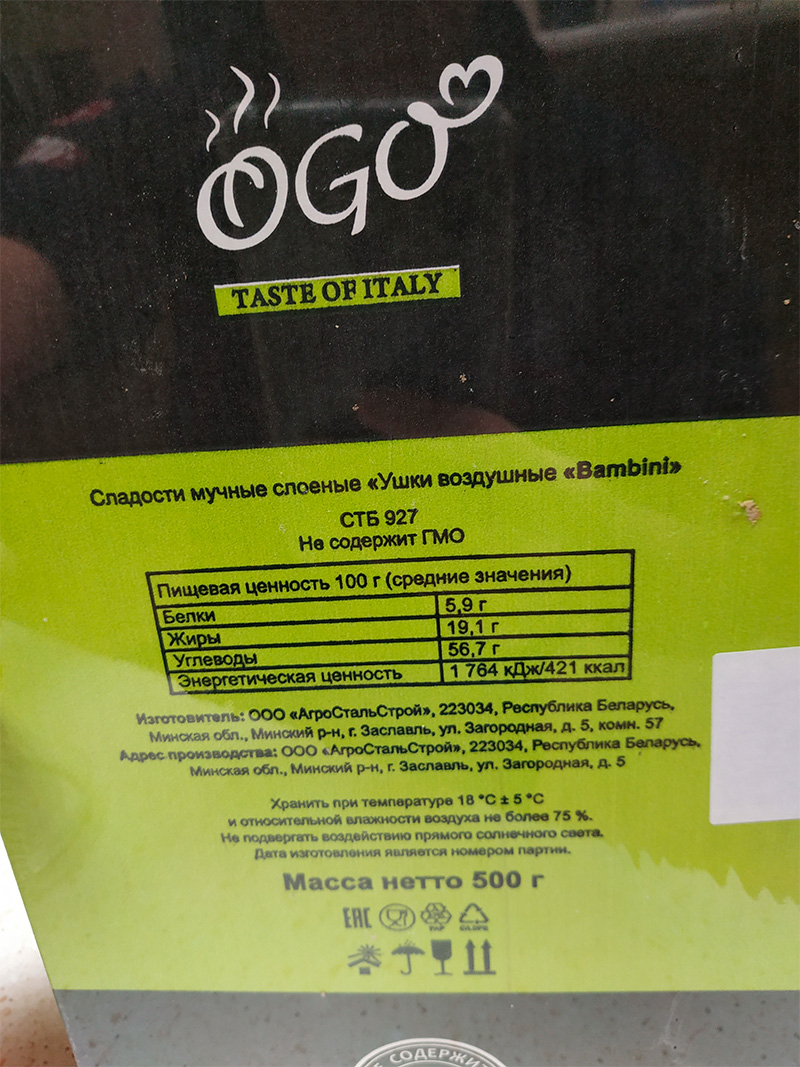 OGO
TASTE OF ITALY
Сладости мучные слоеные «Ушки воздушные «Bambini»
СТБ 927
Не содержит ГМО
Пищевая ценность 100 г (средние значения)
Белки 5,9 г
Жиры 19,1 г
Углеводы 56,7 г
Энергетическая ценность 1 764 кДж/421 ккал
Изготовитель: ООО «АгроСтальСтрой», 223034, Республика Беларусь,
Минская обл., Минский р-н, г. Заславль, ул. Загородная, д. 5, комн. 57
Адрес производства: ООО «АгроСтальСтрой», 223034, Республика Беларусь,
Минская обл., Минский р-н, г. Заславль, ул. Загородная, д. 5
Хранить при температуре 18 °C ± 5 °C
и относительной влажности воздуха не более 75 %.
Не подвергать воздействию прямого солнечного света.
Дата изготовления является номером партии.
Масса нетто 500 г
EAC
PAP
СОДЕРЖИТ